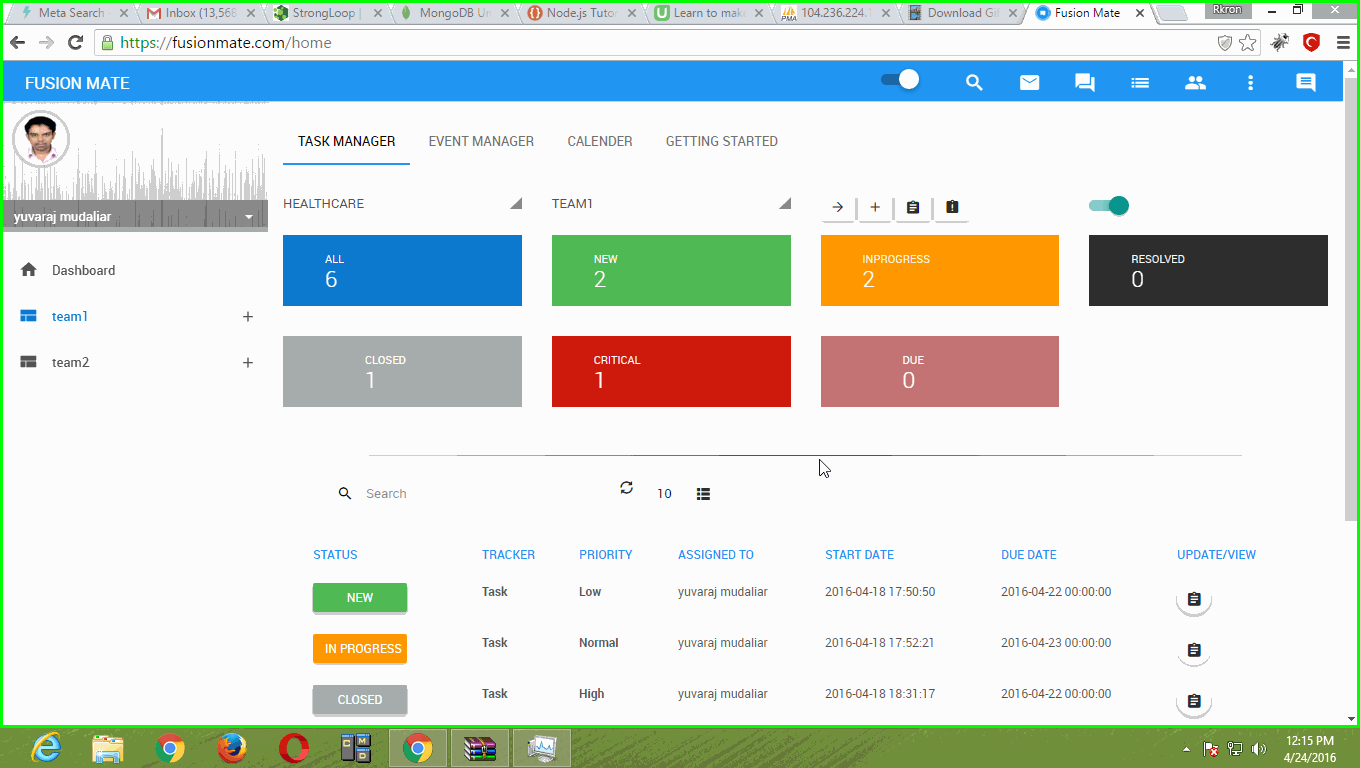 Meta Search
Inbox (13,568
StrongLoop |
MongoDB Un
Node.js Tutor
Learn to make
PMA
104.236.224.1
Download Gif
Fusion Mate
Rkron
https://fusionmate.com/home
FUSION MATE
TASK MANAGER EVENT MANAGER CALENDER GETTING STARTED
yuvaraj mudaliar
Dashboard
team1 +
team2 +
HEALTHCARE TEAM1
ALL
6
NEW
2
INPROGRESS
2
RESOLVED
0
CLOSED
1
CRITICAL
1
DUE
0
Search 10
STATUS TRACKER PRIORITY ASSIGNED TO START DATE DUE DATE UPDATE/VIEW
NEW Task Low yuvaraj mudaliar 2016-04-18 17:50:50 2016-04-22 00:00:00
IN PROGRESS Task Normal yuvaraj mudaliar 2016-04-18 17:52:21 2016-04-23 00:00:00
CLOSED Task High yuvaraj mudaliar 2016-04-18 18:31:17 2016-04-22 00:00:00
C
M
D
12:15 PM
4/24/2016